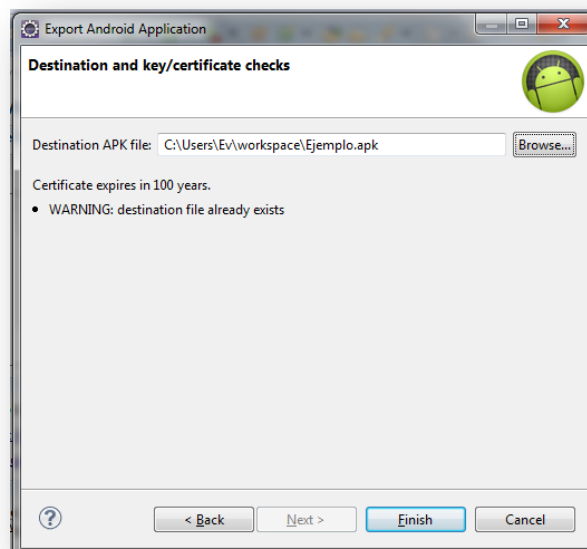 Export Android Application
Destination and key/certificate checks
Destination APK file: C:\Users\Ev\workspace\Ejemplo.apk Browse...
Certificate expires in 100 years.
• WARNING: destination file already exists
? < Back Next > Finish Cancel